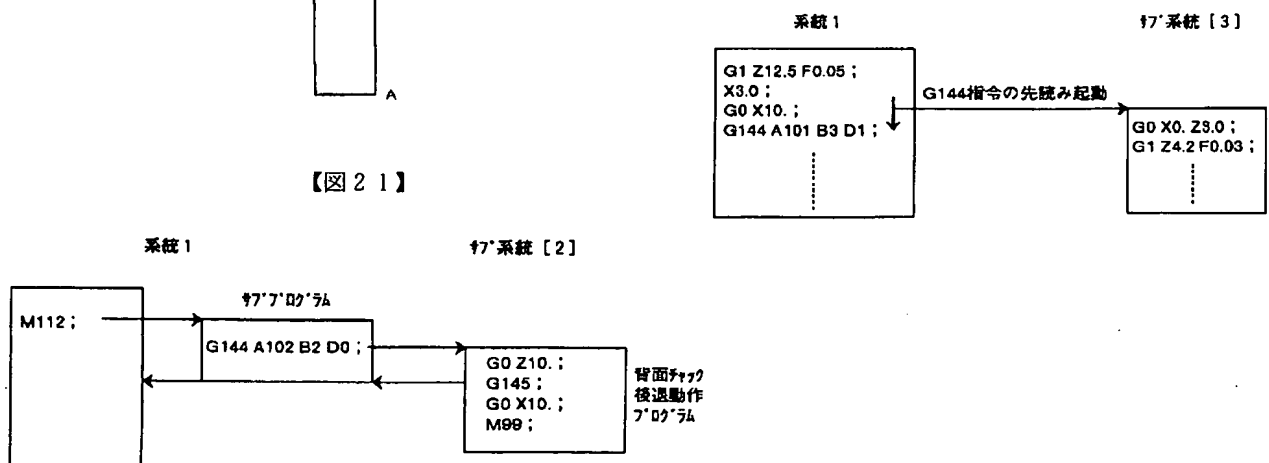 A
【図21】
系統1
ｻﾌﾞ系統［3］
G1 Z12.5 F0.05；
X3.0；
G0 X10.；
G144 A101 B3 D1；
G144指令の先読み起動
G0 X0. Z3.0；
G1 Z4.2 F0.03；
系統1
ｻﾌﾞ系統［2］
M112；
ｻﾌﾞﾌﾟﾛｸﾞﾗﾑ
G144 A102 B2 D0；
G0 Z10.；
G145；
G0 X10.；
M99；
背面ﾁｬｯｸ
後退動作
ﾌﾟﾛｸﾞﾗﾑ